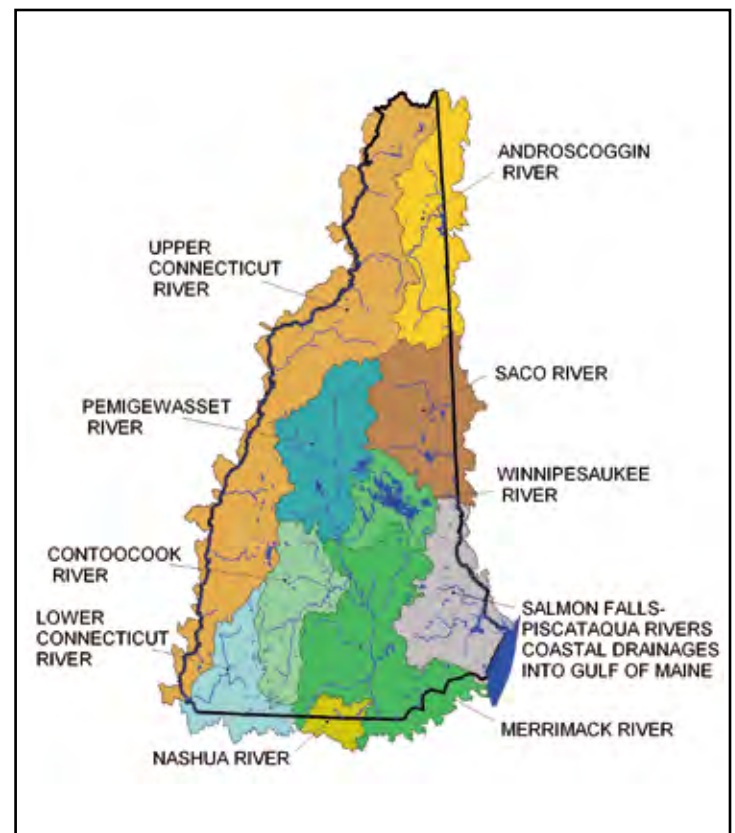 ANDROSCOGGIN
RIVER
UPPER
CONNECTICUT
RIVER
SACO RIVER
PEMIGEWASSET
RIVER
WINNIPESAUKEE
RIVER
CONTOOCOOK
RIVER
LOWER
CONNECTICUT
RIVER
SALMON FALLS-
PISCATAQUA RIVERS
COASTAL DRAINAGES
INTO GULF OF MAINE
MERRIMACK RIVER
NASHUA RIVER